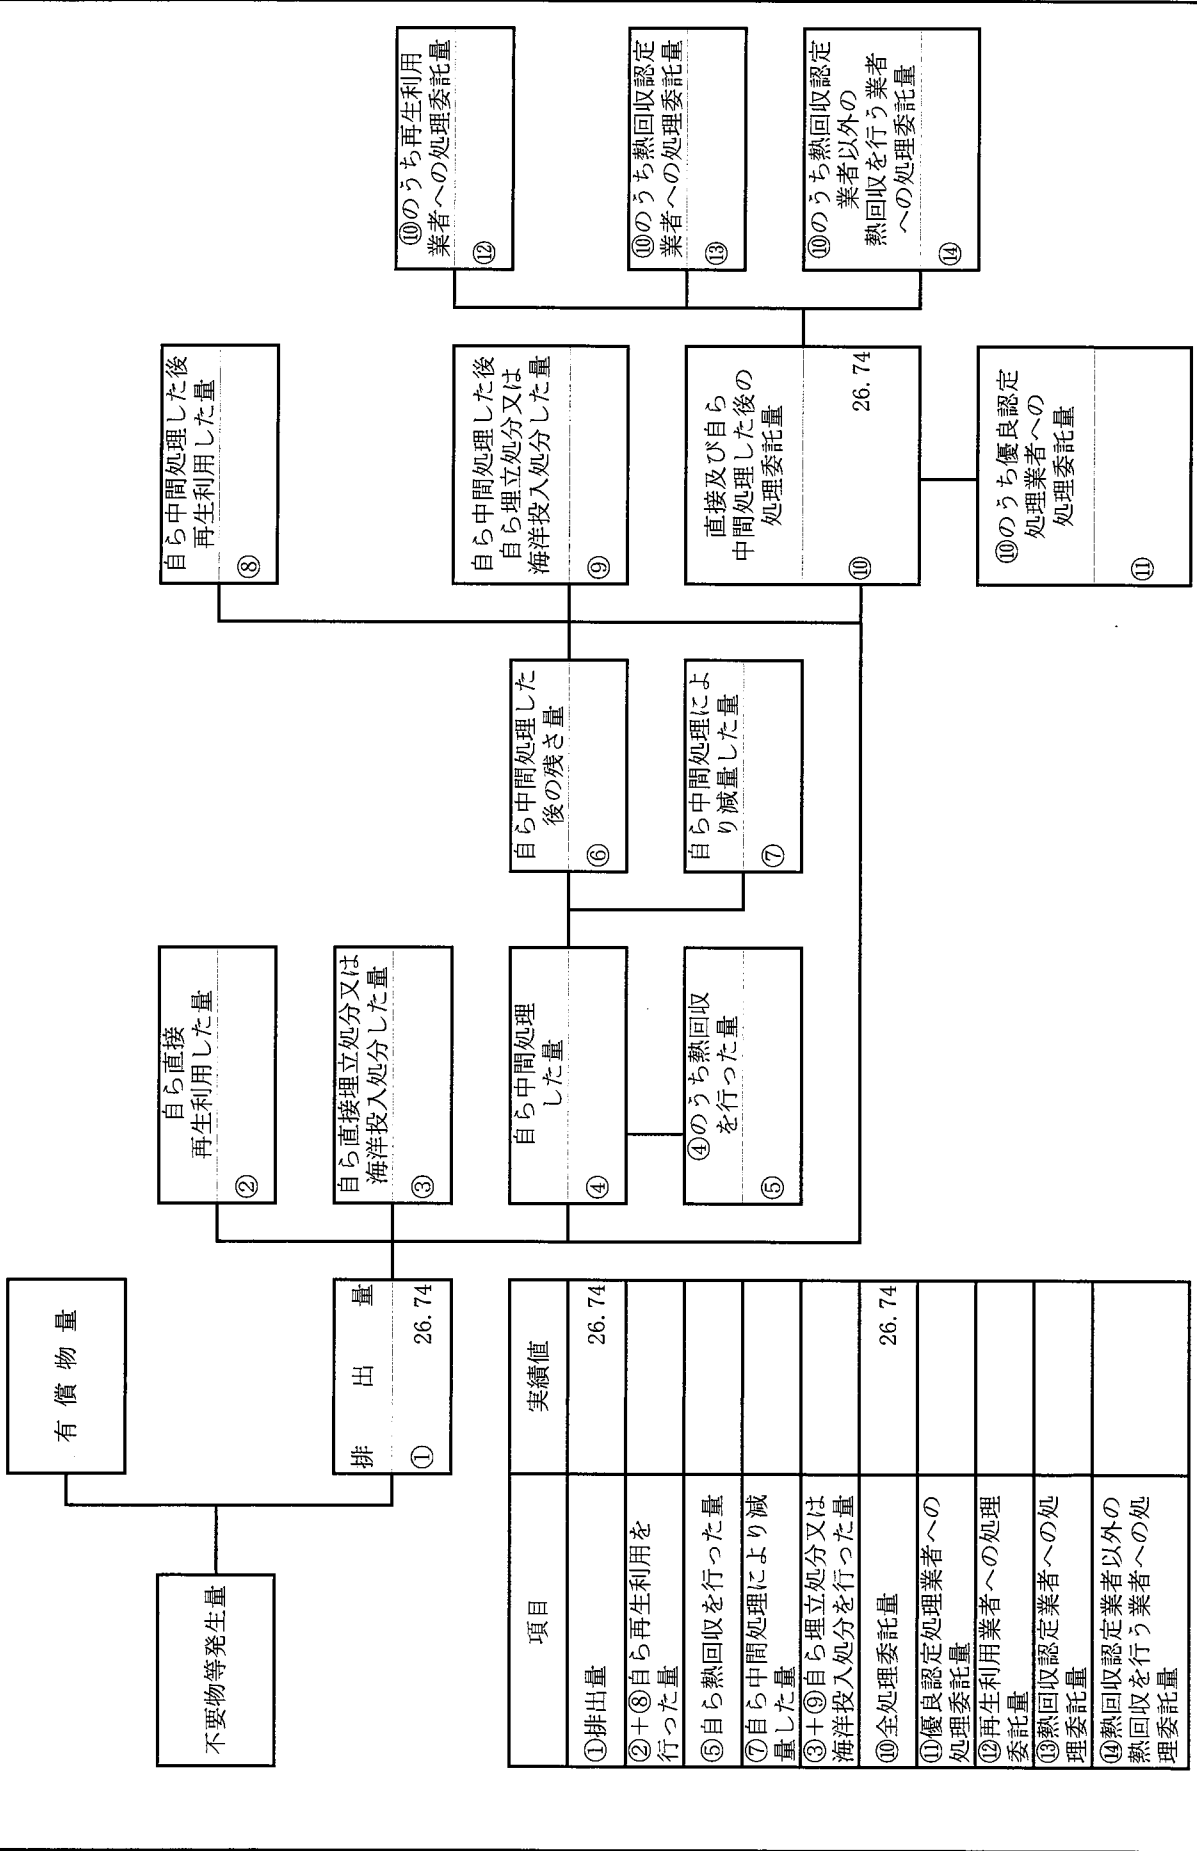 不要物等発生量
有償物量
排出量
① 26.74
自ら直接
再生利用した量
②
自ら直接埋立処分又は
海洋投入処分した量
③
自ら中間処理
した量
④
④のうち熱回収
を行った量
⑤
自ら中間処理した
後の残さ量
⑥
自ら中間処理によ
り減量した量
⑦
自ら中間処理した後
再生利用した量
⑧
自ら中間処理した後
自ら埋立処分又は
海洋投入処分した量
⑨
直接及び自ら
中間処理した後の
処理委託量
⑩ 26.74
⑩のうち優良認定
処理業者への
処理委託量
⑪
⑩のうち再生利用
業者への処理委託量
⑫
⑩のうち熱回収認定
業者への処理委託量
⑬
⑩のうち熱回収認定
業者以外の
熱回収を行う業者
への処理委託量
⑭
項目 実績値
①排出量 26.74
②+⑧自ら再生利用を
行った量
⑤自ら熱回収を行った量
⑦自ら中間処理により減
量した量
③+⑨自ら埋立処分又は
海洋投入処分を行った量
⑩全処理委託量 26.74
⑪優良認定処理業者への
処理委託量
⑫再生利用業者への処理
委託量
⑬熱回収認定業者への処
理委託量
⑭熱回収認定業者以外の
熱回収を行う業者への処
理委託量